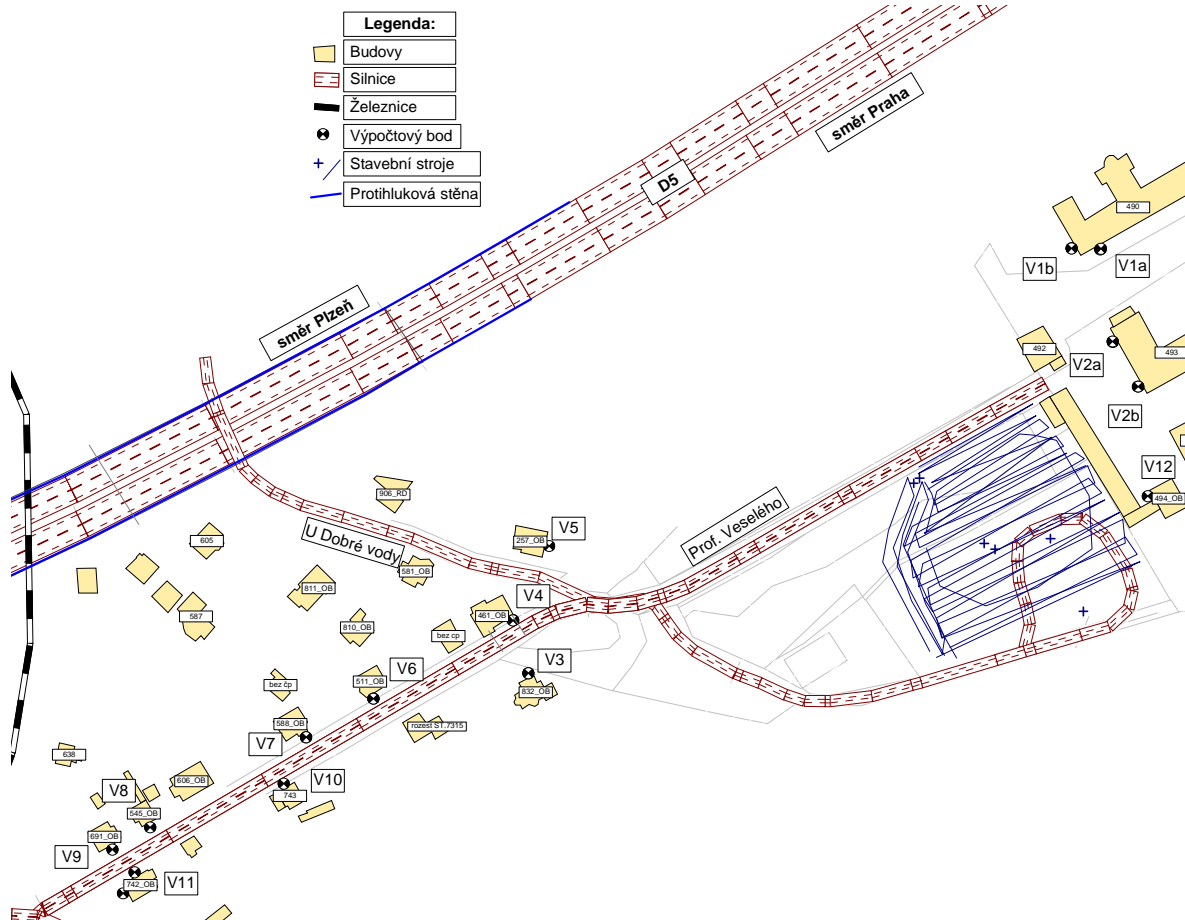 Legenda:
Budovy
Silnice
Železnice
Výpočtový bod
Stavební stroje
Protihluková stěna
směr Praha
D5
směr Plzeň
490
V1b
V1a
492
493
V2a
V2b
V12
494_OB
906_RD
U Dobré vody
257_OB
V5
Prof. Veselého
605
581_OB
811_OB
587
V4
461_OB
810_OB
bez cp
V3
V6
511_OB
832_OB
bez čp
588_OB
V7
rozest ST.7315
638
V10
606_OB
743
V8
545_OB
691_OB
V9
742_OB
V11